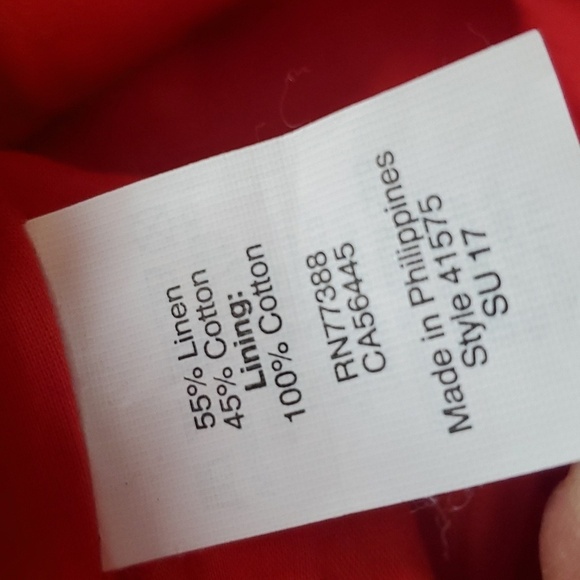 55% Linen
45% Cotton
Lining:
100% Cotton
RN77388
CA56445
Made in Philippines
Style 41575
SU 17